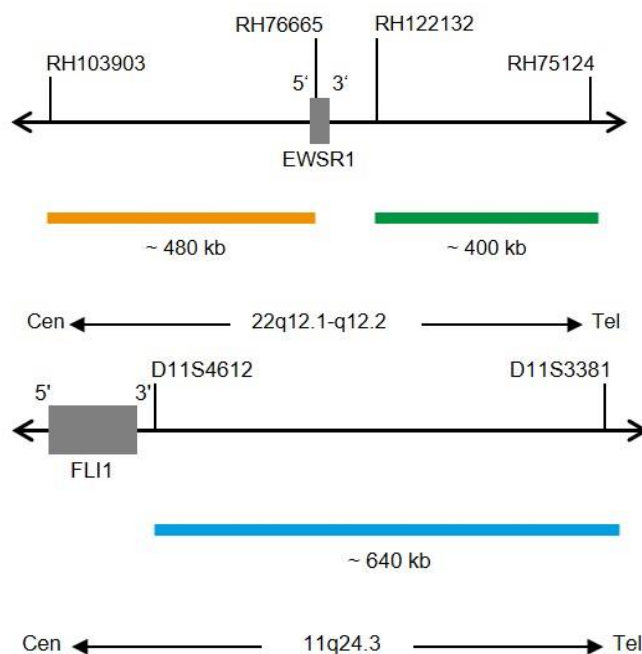 RH76665 RH122132
RH103903 RH75124
5‘ 3‘
EWSR1
~ 480 kb ~ 400 kb
Cen 22q12.1-q12.2 Tel
D11S4612 D11S3381
5' 3'
FLI1
~ 640 kb
Cen 11q24.3 Tel